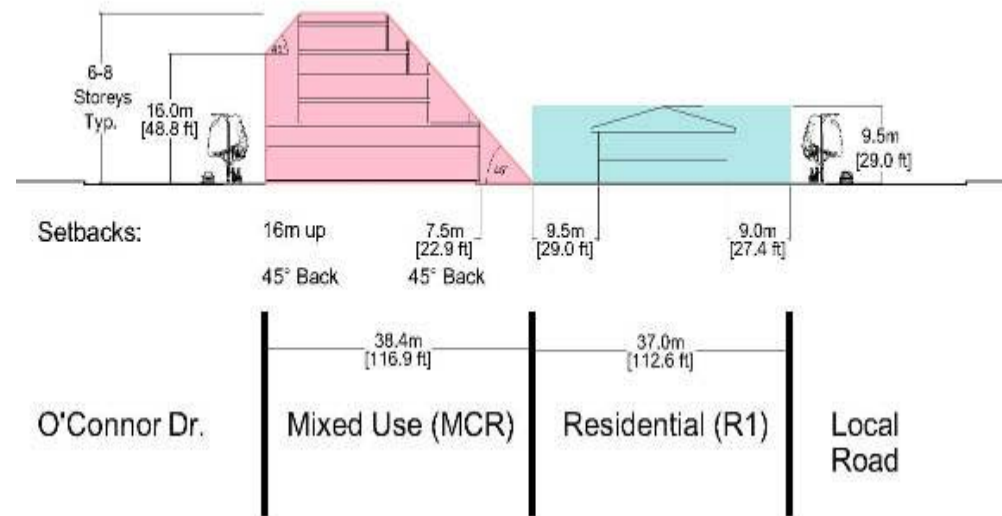 6-8
Storeys
Typ.
16.0m
[48.8 ft]
45°
45°
9.5m
[29.0 ft]
Setbacks:
16m up
7.5m
[22.9 ft]
9.5m
[29.0 ft]
9.0m
[27.4 ft]
45° Back
45° Back
38.4m
[116.9 ft]
37.0m
[112.6 ft]
O'Connor Dr.
Mixed Use (MCR)
Residential (R1)
Local
Road